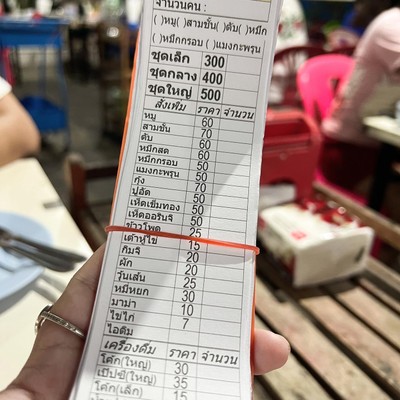 จำนวนคน :
( )หมู( )สามชั้น( )ตับ( )หมึก
( )หมึกกรอบ( )แมงกะพรุน
ชุดเล็ก 300
ชุดกลาง 400
ชุดใหญ่ 500
สั่งเพิ่ม ราคา จำนวน
หมู 60
สามชั้น 70
ตับ 60
หมึกสด 60
หมึกกรอบ 50
แมงกะพรุน 50
กุ้ง 70
ปูอัด 50
เห็ดเข็มทอง 50
เห็ดออรินจิ 50
ข้าวโพด 25
เต้าหู้ไข่ 15
กิมจิ 20
ผัก 20
วุ้นเส้น 25
หมี่หยก 30
มาม่า 10
ไข่ไก่ 7
ไอติม
เครื่องดื่ม ราคา จำนวน
โค๊ก(ใหญ่) 30
เป๊ปซี่(ใหญ่) 35
โค๊ก(เล็ก) 15